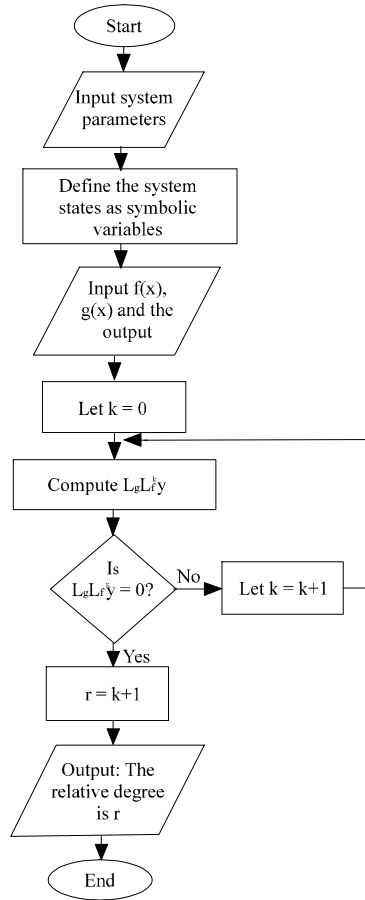 Start
Input system
parameters
Define the system
states as symbolic
variables
Input f(x),
g(x) and the
output
Let k = 0
Compute LgLfᵏy
Is
LgLfᵏy = 0?
No
Let k = k+1
Yes
r = k+1
Output: The
relative degree
is r
End